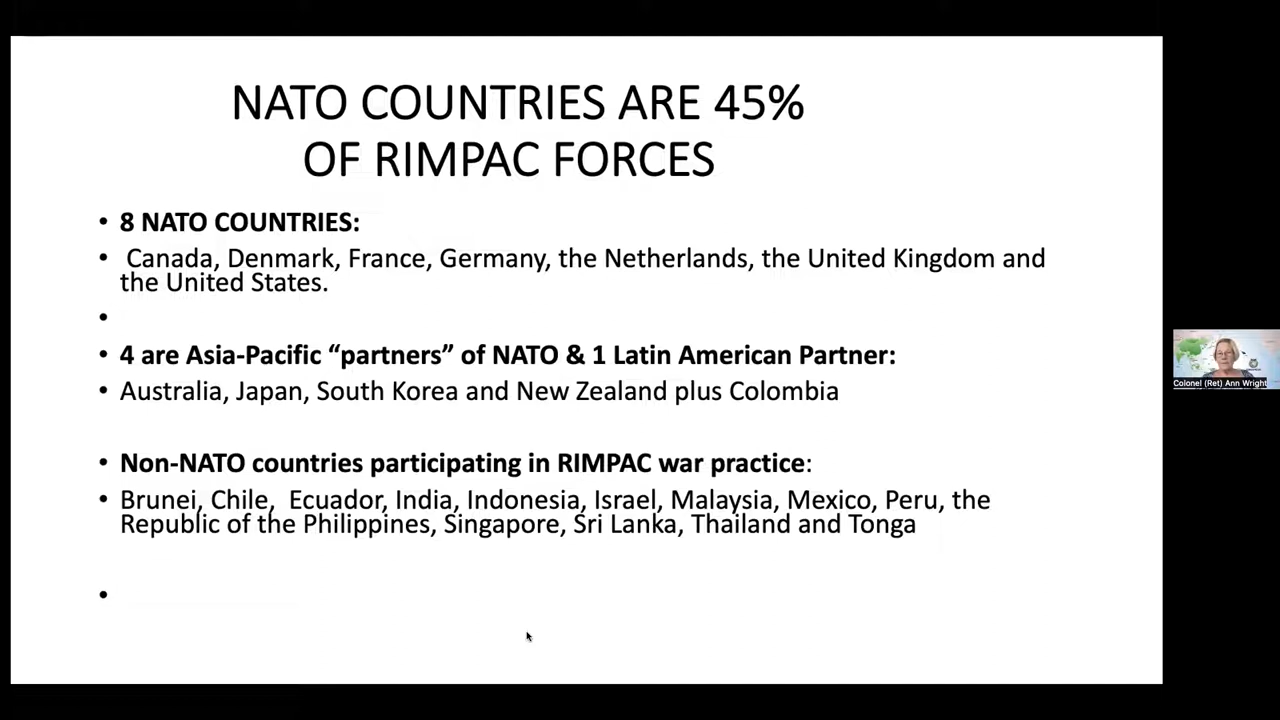 NATO COUNTRIES ARE 45%
OF RIMPAC FORCES
• 8 NATO COUNTRIES:
• Canada, Denmark, France, Germany, the Netherlands, the United Kingdom and
the United States.
•
• 4 are Asia-Pacific “partners” of NATO & 1 Latin American Partner:
• Australia, Japan, South Korea and New Zealand plus Colombia
• Non-NATO countries participating in RIMPAC war practice:
• Brunei, Chile, Ecuador, India, Indonesia, Israel, Malaysia, Mexico, Peru, the
Republic of the Philippines, Singapore, Sri Lanka, Thailand and Tonga
•
Colonel (Ret) Ann Wright